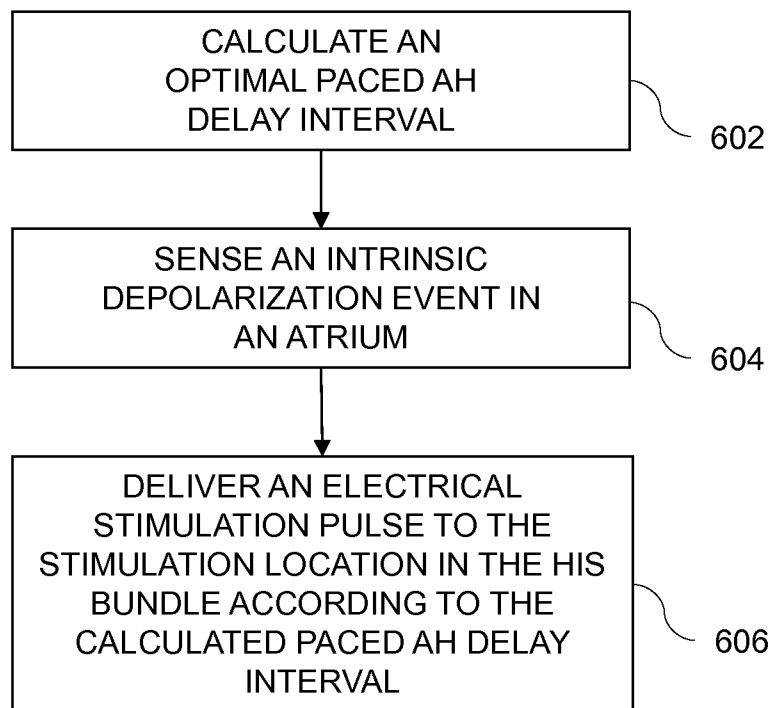 CALCULATE AN
OPTIMAL PACED AH
DELAY INTERVAL
602
SENSE AN INTRINSIC
DEPOLARIZATION EVENT IN
AN ATRIUM
604
DELIVER AN ELECTRICAL
STIMULATION PULSE TO THE
STIMULATION LOCATION IN THE HIS
BUNDLE ACCORDING TO THE
CALCULATED PACED AH DELAY
INTERVAL
606